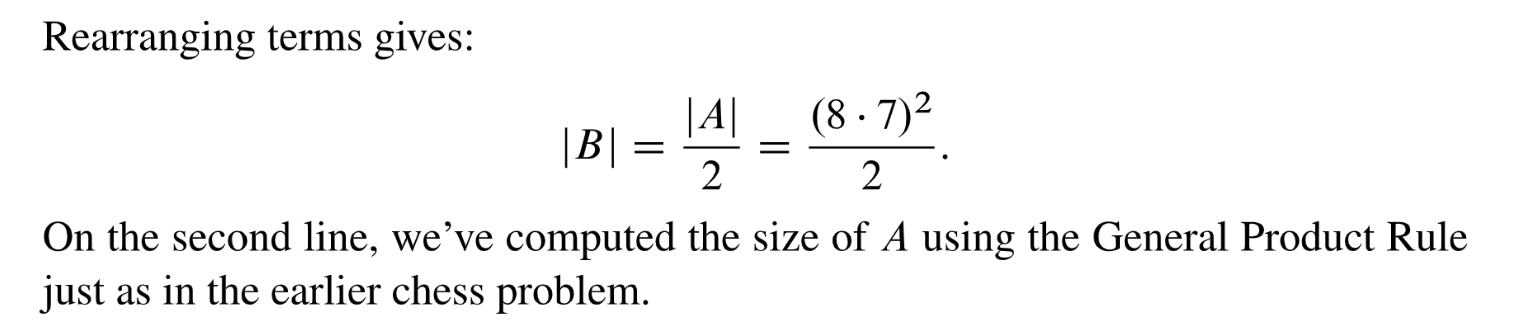 Rearranging terms gives:
|B| = |A|/2 = (8 · 7)²/2.
On the second line, we’ve computed the size of A using the General Product Rule
just as in the earlier chess problem.